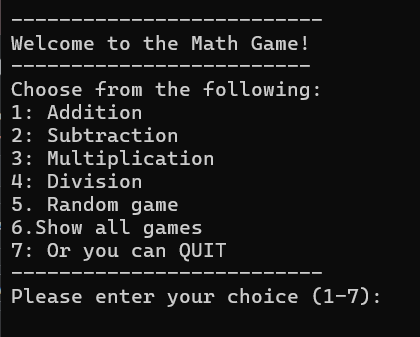 --------------------------
Welcome to the Math Game!
-------------------------
Choose from the following:
1: Addition
2: Subtraction
3: Multiplication
4: Division
5. Random game
6.Show all games
7: Or you can QUIT
--------------------------
Please enter your choice (1-7):